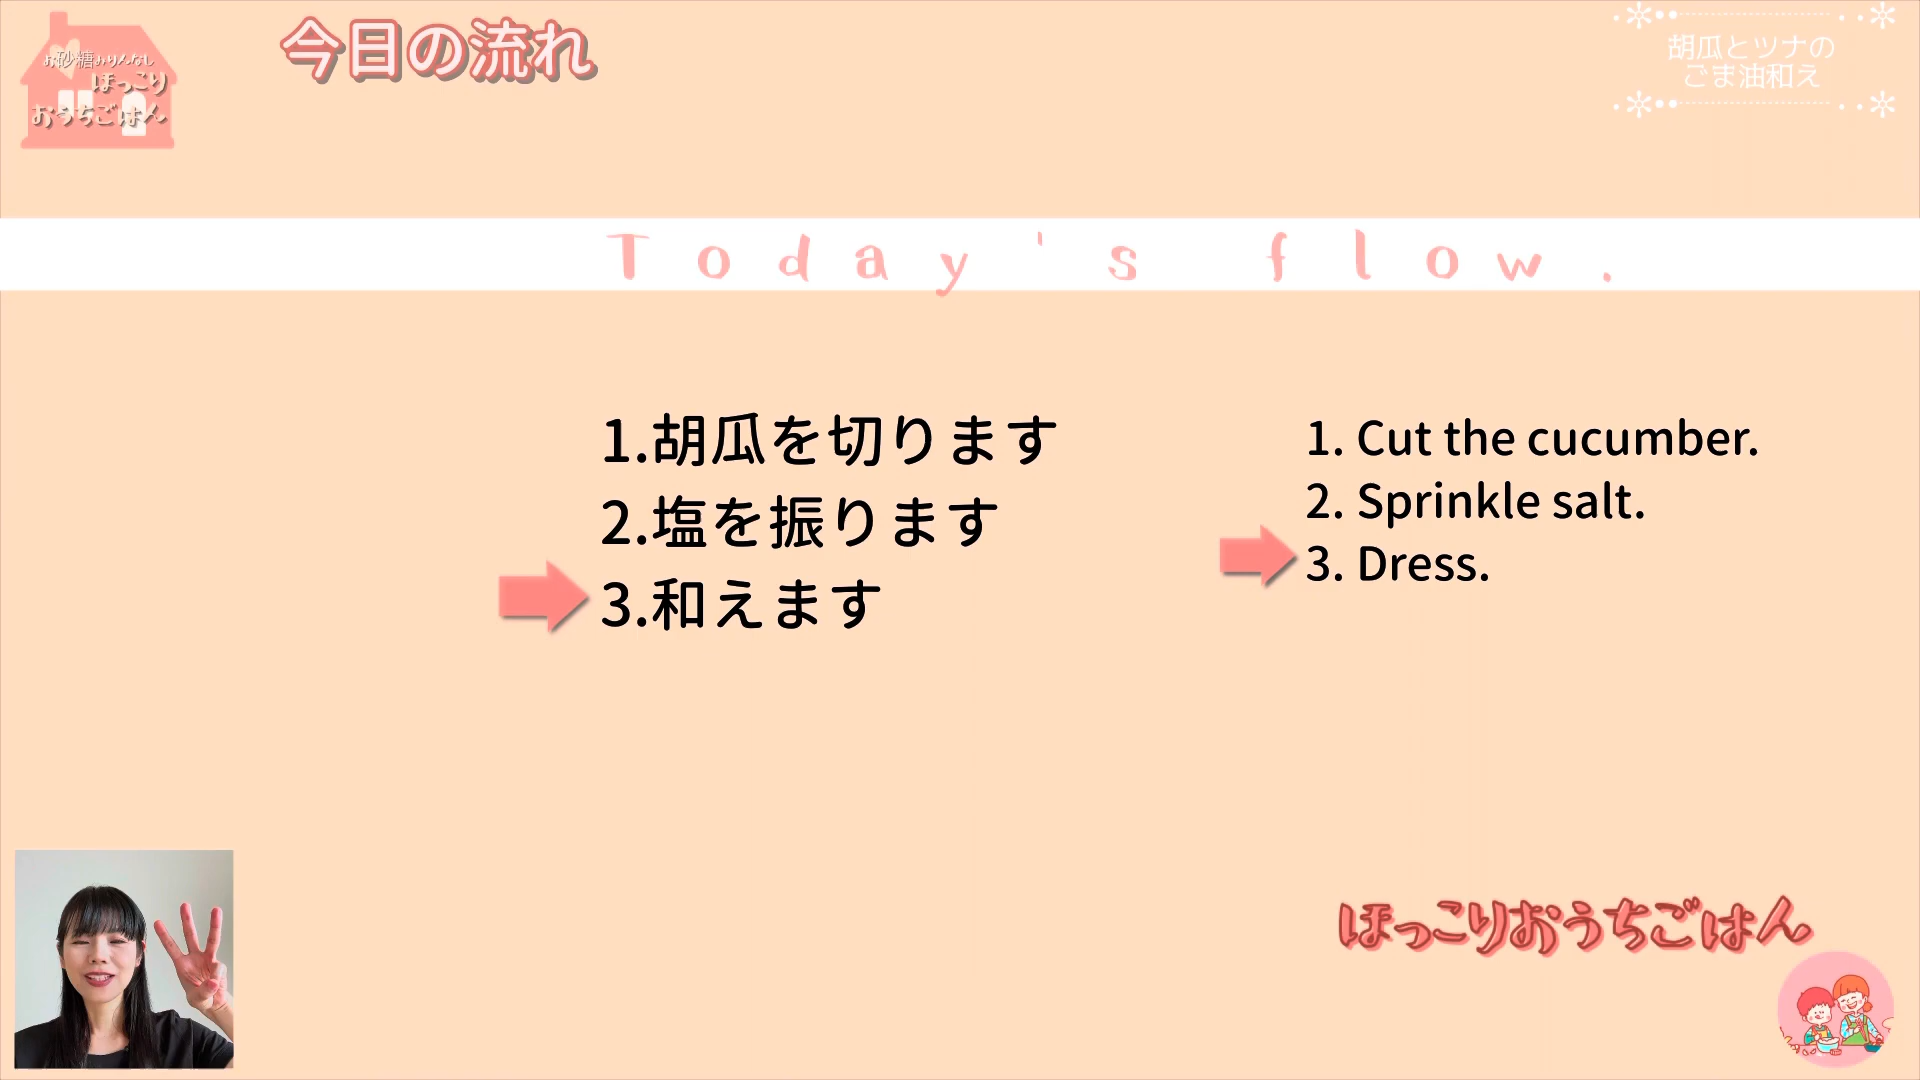 お砂糖みりんなし
ほっこり
おうちごはん
今日の流れ
胡瓜とツナの
ごま油和え
Today's flow.
1.胡瓜を切ります
2.塩を振ります
3.和えます
1. Cut the cucumber.
2. Sprinkle salt.
3. Dress.
ほっこりおうちごはん